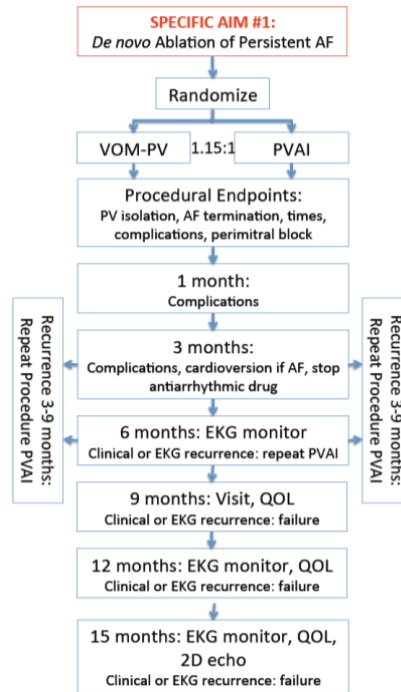 SPECIFIC AIM #1:
De novo Ablation of Persistent AF
Randomize
VOM-PV
1.15:1
PVAI
Procedural Endpoints:
PV isolation, AF termination, times,
complications, perimitral block
1 month:
Complications
Recurrence 3-9 months:
Repeat Procedure PVAI
3 months:
Complications, cardioversion if AF, stop
antiarrhythmic drug
Recurrence 3-9 months:
Repeat Procedure PVAI
6 months: EKG monitor
Clinical or EKG recurrence: repeat PVAI
9 months: Visit, QOL
Clinical or EKG recurrence: failure
12 months: EKG monitor, QOL
Clinical or EKG recurrence: failure
15 months: EKG monitor, QOL,
2D echo
Clinical or EKG recurrence: failure